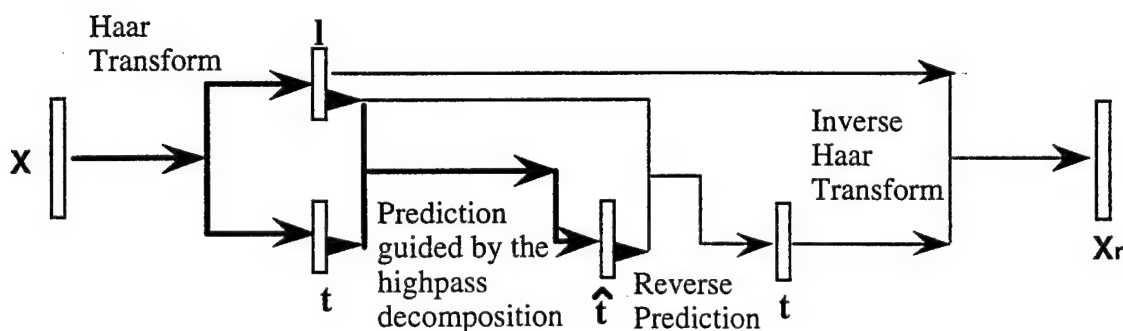 Haar
Transform
l
X
t
Prediction
guided by the
highpass
decomposition
t̂
Reverse
Prediction
t
Inverse
Haar
Transform
Xr